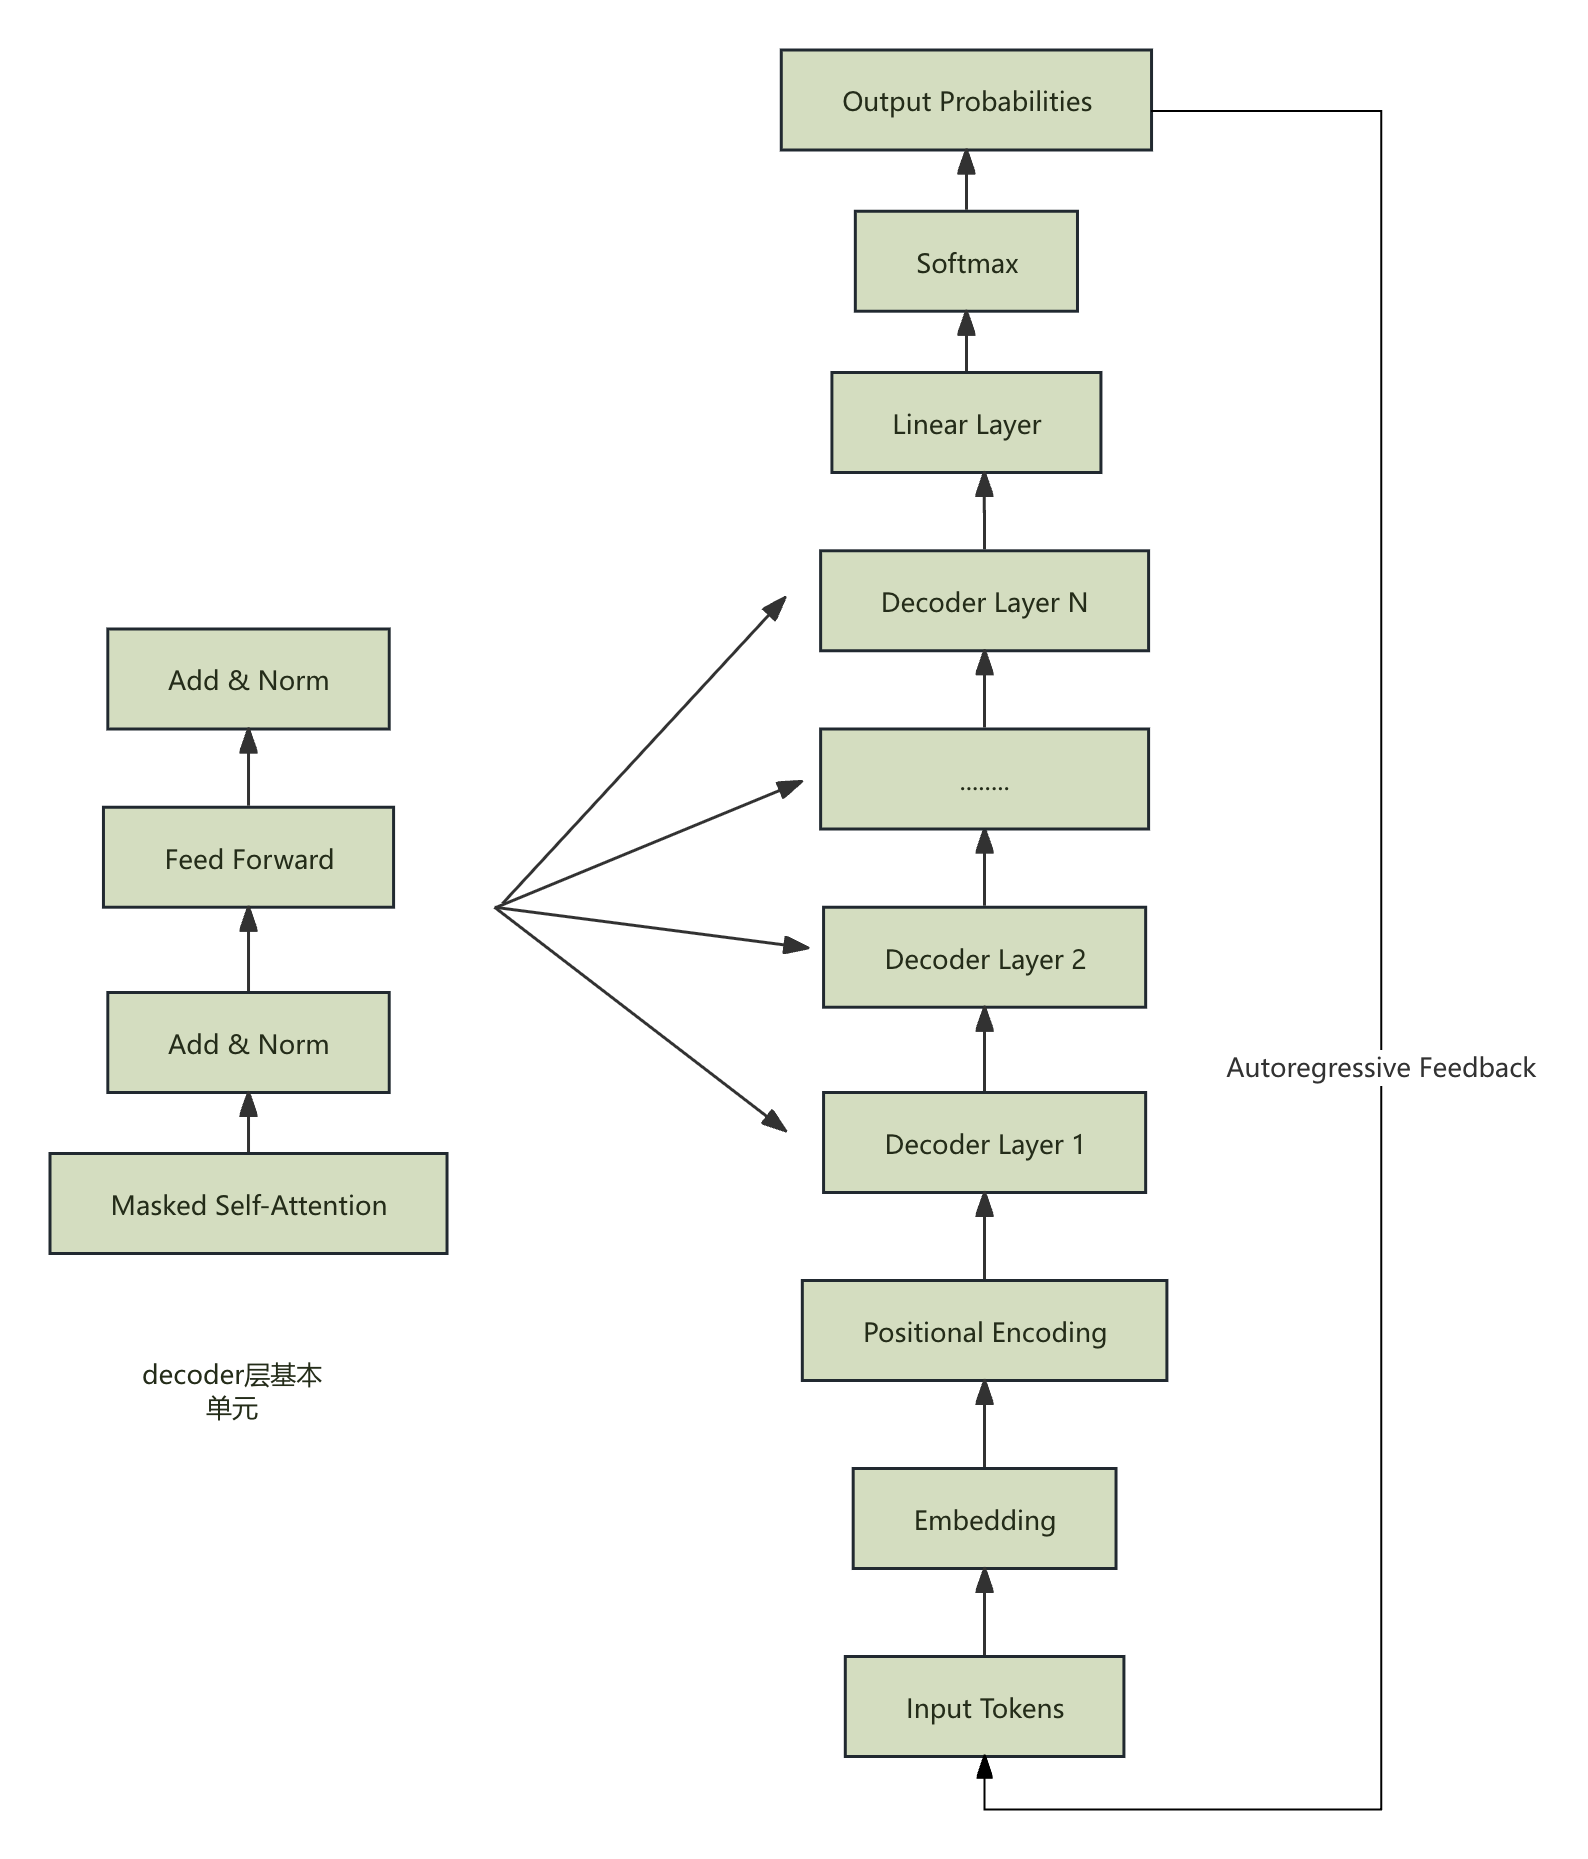 Output Probabilities
Softmax
Linear Layer
Decoder Layer N
........
Decoder Layer 2
Decoder Layer 1
Positional Encoding
Embedding
Input Tokens
Autoregressive Feedback
Add & Norm
Feed Forward
Add & Norm
Masked Self-Attention
decoder层基本
单元